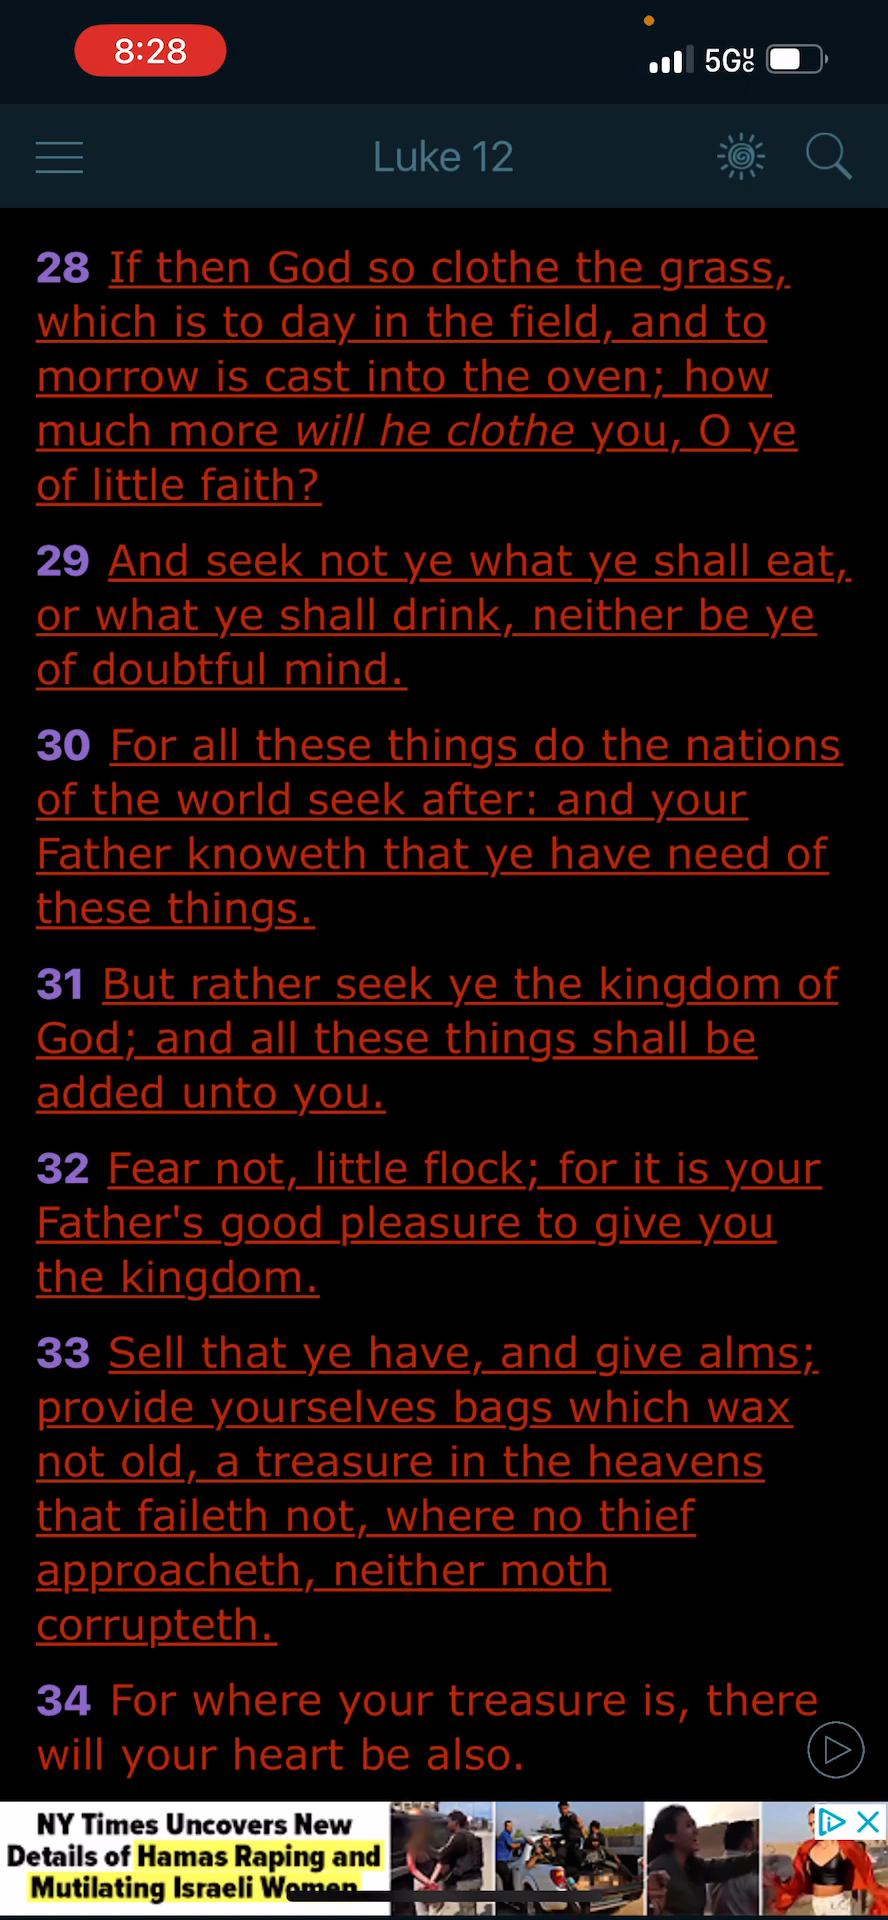 8:28
5GUC
Luke 12
28 If then God so clothe the grass,
which is to day in the field, and to
morrow is cast into the oven; how
much more will he clothe you, O ye
of little faith?
29 And seek not ye what ye shall eat,
or what ye shall drink, neither be ye
of doubtful mind.
30 For all these things do the nations
of the world seek after: and your
Father knoweth that ye have need of
these things.
31 But rather seek ye the kingdom of
God; and all these things shall be
added unto you.
32 Fear not, little flock; for it is your
Father's good pleasure to give you
the kingdom.
33 Sell that ye have, and give alms;
provide yourselves bags which wax
not old, a treasure in the heavens
that faileth not, where no thief
approacheth, neither moth
corrupteth.
34 For where your treasure is, there
will your heart be also.
NY Times Uncovers New
Details of Hamas Raping and
Mutilating Israeli Women